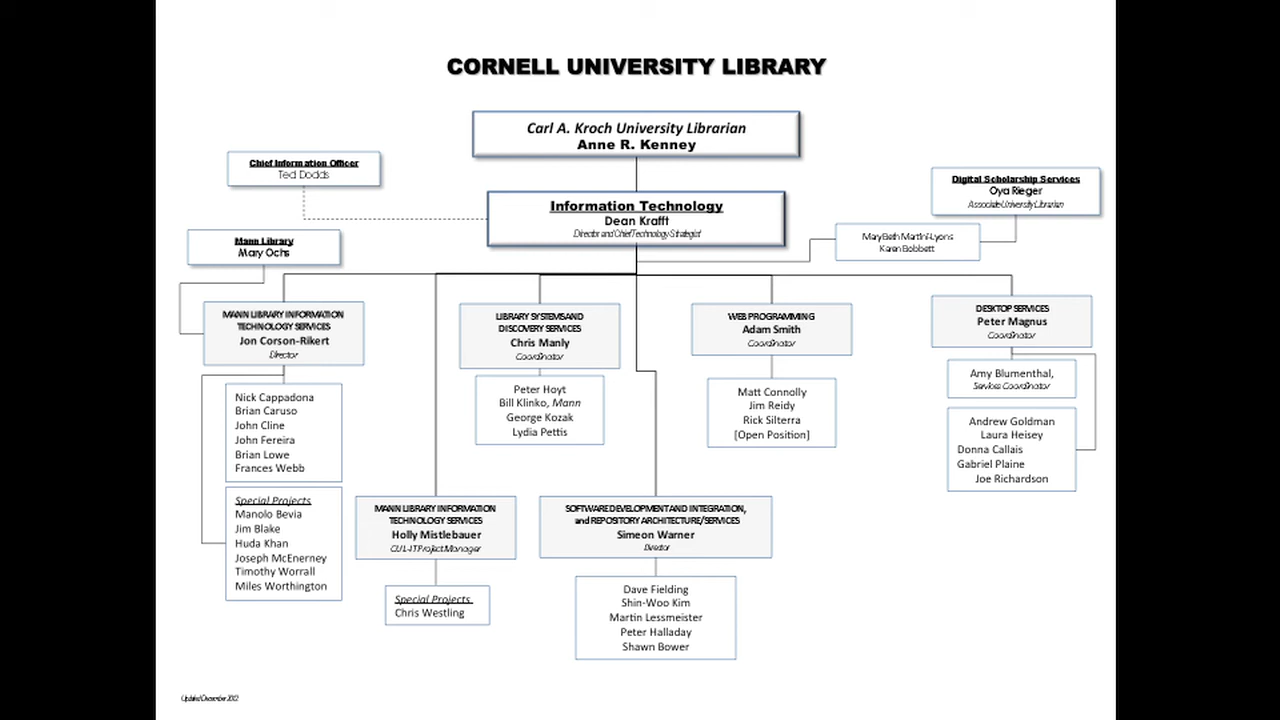 CORNELL UNIVERSITY LIBRARY
Carl A. Kroch University Librarian
Anne R. Kenney
Chief Information Officer
Ted Dodds
Information Technology
Dean Krafft
Director and Chief Technology Strategist
Digital Scholarship Services
Oya Rieger
Associate University Librarian
Mary Beth Martini-Lyons
Karen Bobbett
Mann Library
Mary Ochs
MANN LIBRARY INFORMATION
TECHNOLOGY SERVICES
Jon Corson-Rikert
Director
Nick Cappadona
Brian Caruso
John Cline
John Fereira
Brian Lowe
Frances Webb
Special Projects
Manolo Bevia
Jim Blake
Huda Khan
Joseph McEnerney
Timothy Worrall
Miles Worthington
MANN LIBRARY INFORMATION
TECHNOLOGY SERVICES
Holly Mistlebauer
CUL-IT Project Manager
Special Projects
Chris Westling
LIBRARY SYSTEMS AND
DISCOVERY SERVICES
Chris Manly
Coordinator
Peter Hoyt
Bill Klinko, Mann
George Kozak
Lydia Pettis
SOFTWARE DEVELOPMENT AND INTEGRATION,
and REPOSITORY ARCHITECTURE/SERVICES
Simeon Warner
Director
Dave Fielding
Shin-Woo Kim
Martin Lessmeister
Peter Halladay
Shawn Bower
WEB PROGRAMMING
Adam Smith
Coordinator
Matt Connolly
Jim Reidy
Rick Silterra
[Open Position]
DESKTOP SERVICES
Peter Magnus
Coordinator
Amy Blumenthal,
Services Coordinator
Andrew Goldman
Laura Heisey
Donna Callais
Gabriel Plaine
Joe Richardson
Updated December 2012